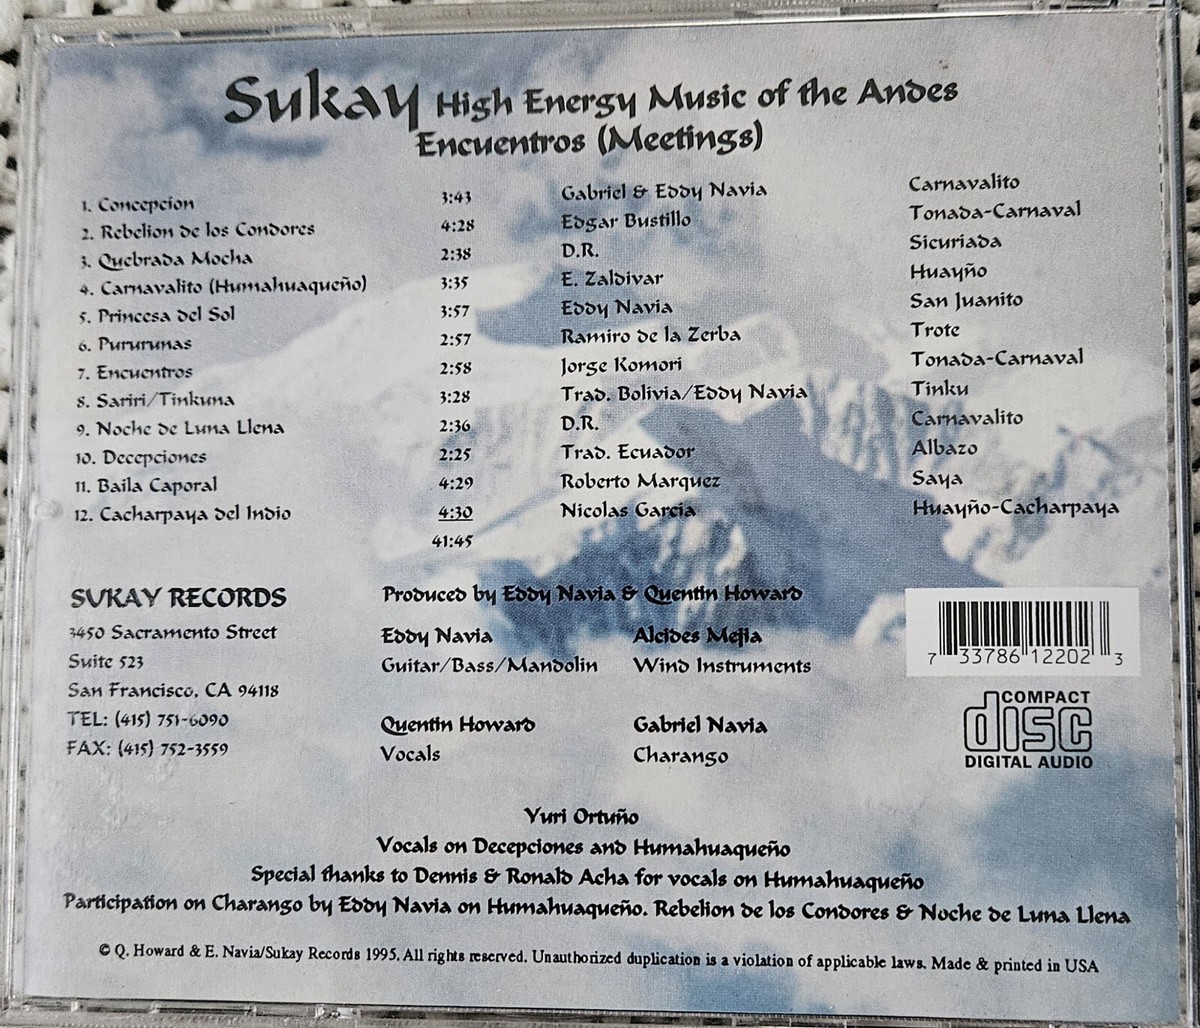 Sukay High Energy Music of the Andes
Encuentros (Meetings)
1. Concepcion 3:43 Gabriel & Eddy Navia Carnavalito
2. Rebelion de los Condores 4:28 Edgar Bustillo Tonada-Carnaval
3. Quebrada Mocha 2:38 D.R. Sicuriada
4. Carnavalito (Humahuaqueño) 3:35 E. Zaldivar Huayño
5. Princesa del Sol 3:57 Eddy Navia San Juanito
6. Pururunas 2:57 Ramiro de la Zerba Trote
7. Encuentros 2:58 Jorge Komori Tonada-Carnaval
8. Sariri/Tinkuna 3:28 Trad. Bolivia/Eddy Navia Tinku
9. Noche de Luna Llena 2:36 D.R. Carnavalito
10. Decepciones 2:25 Trad. Ecuador Albazo
11. Baila Caporal 4:29 Roberto Marquez Saya
12. Cacharpaya del Indio 4:30 Nicolas Garcia Huayño-Cacharpaya
41:45
SUKAY RECORDS
3450 Sacramento Street
Suite 523
San Francisco, CA 94118
TEL: (415) 751-6090
FAX: (415) 752-3559
Produced by Eddy Navia & Quentin Howard
Eddy Navia Alcides Mejia
Guitar/Bass/Mandolin Wind Instruments
Quentin Howard Gabriel Navia
Vocals Charango
7 33786 12202 3
COMPACT
disc
DIGITAL AUDIO
Yuri Ortuño
Vocals on Decepciones and Humahuaqueño
Special thanks to Dennis & Ronald Acha for vocals on Humahuaqueño
Participation on Charango by Eddy Navia on Humahuaqueño. Rebelion de los Condores & Noche de Luna Llena
© Q. Howard & E. Navia/Sukay Records 1995. All rights reserved. Unauthorized duplication is a violation of applicable laws. Made & printed in USA